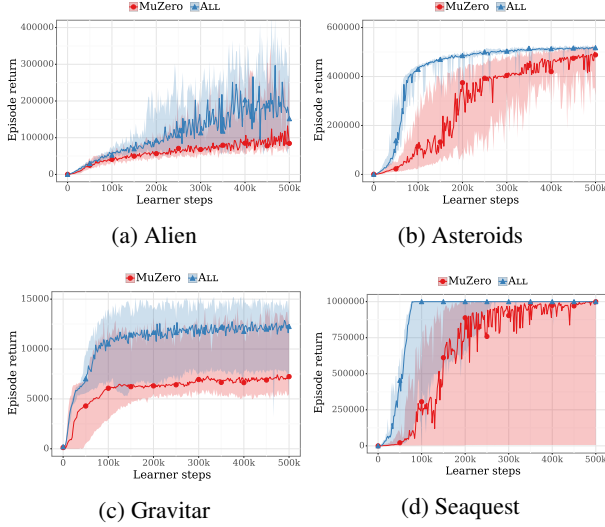 MuZero ALL
Episode return
400000
300000
200000
100000
0
0 100k 200k 300k 400k 500k
Learner steps
(a) Alien
MuZero ALL
Episode return
600000
400000
200000
0
0 100k 200k 300k 400k 500k
Learner steps
(b) Asteroids
MuZero ALL
Episode return
15000
10000
5000
0
0 100k 200k 300k 400k 500k
Learner steps
(c) Gravitar
MuZero ALL
Episode return
1000000
750000
500000
250000
0
0 100k 200k 300k 400k 500k
Learner steps
(d) Seaquest